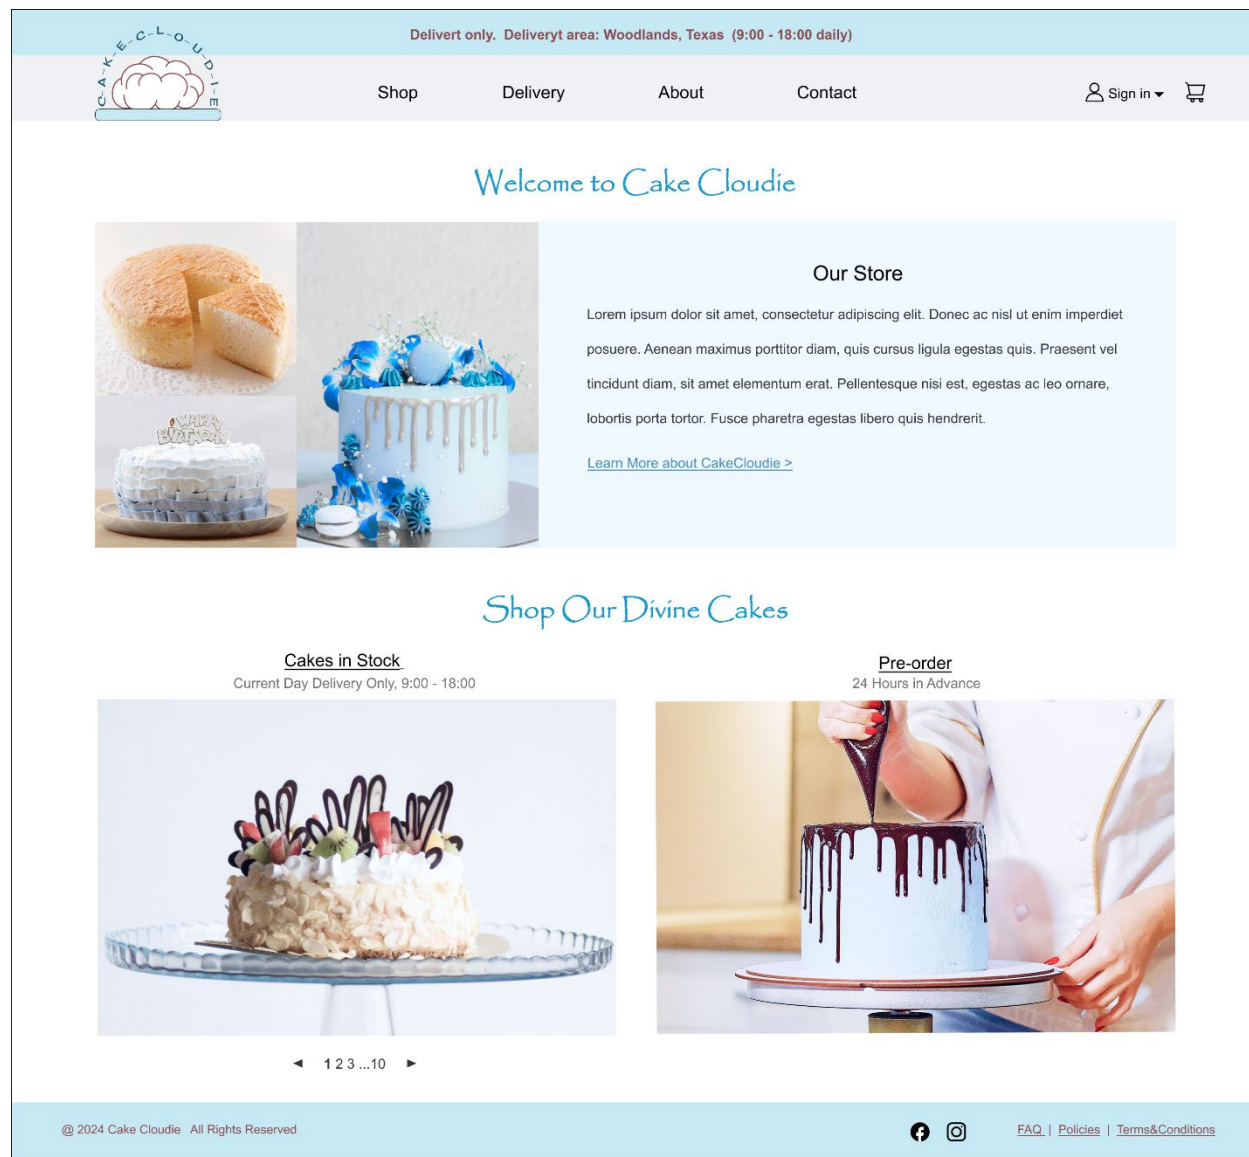 Delivert only. Deliveryt area: Woodlands, Texas (9:00 - 18:00 daily)
C-A-K-E-C-L-O-U-D-I-E
Shop
Delivery
About
Contact
Sign in
Welcome to Cake Cloudie
HAPPY
BIRTHDAY
Our Store
Lorem ipsum dolor sit amet, consectetur adipiscing elit. Donec ac nisl ut enim imperdiet
posuere. Aenean maximus porttitor diam, quis cursus ligula egestas quis. Praesent vel
tincidunt diam, sit amet elementum erat. Pellentesque nisi est, egestas ac leo ornare,
lobortis porta tortor. Fusce pharetra egestas libero quis hendrerit.
Learn More about CakeCloudie >
Shop Our Divine Cakes
Cakes in Stock
Current Day Delivery Only, 9:00 - 18:00
Pre-order
24 Hours in Advance
◄ 1 2 3 ...10 ►
@ 2024 Cake Cloudie All Rights Reserved
FAQ | Policies | Terms&Conditions